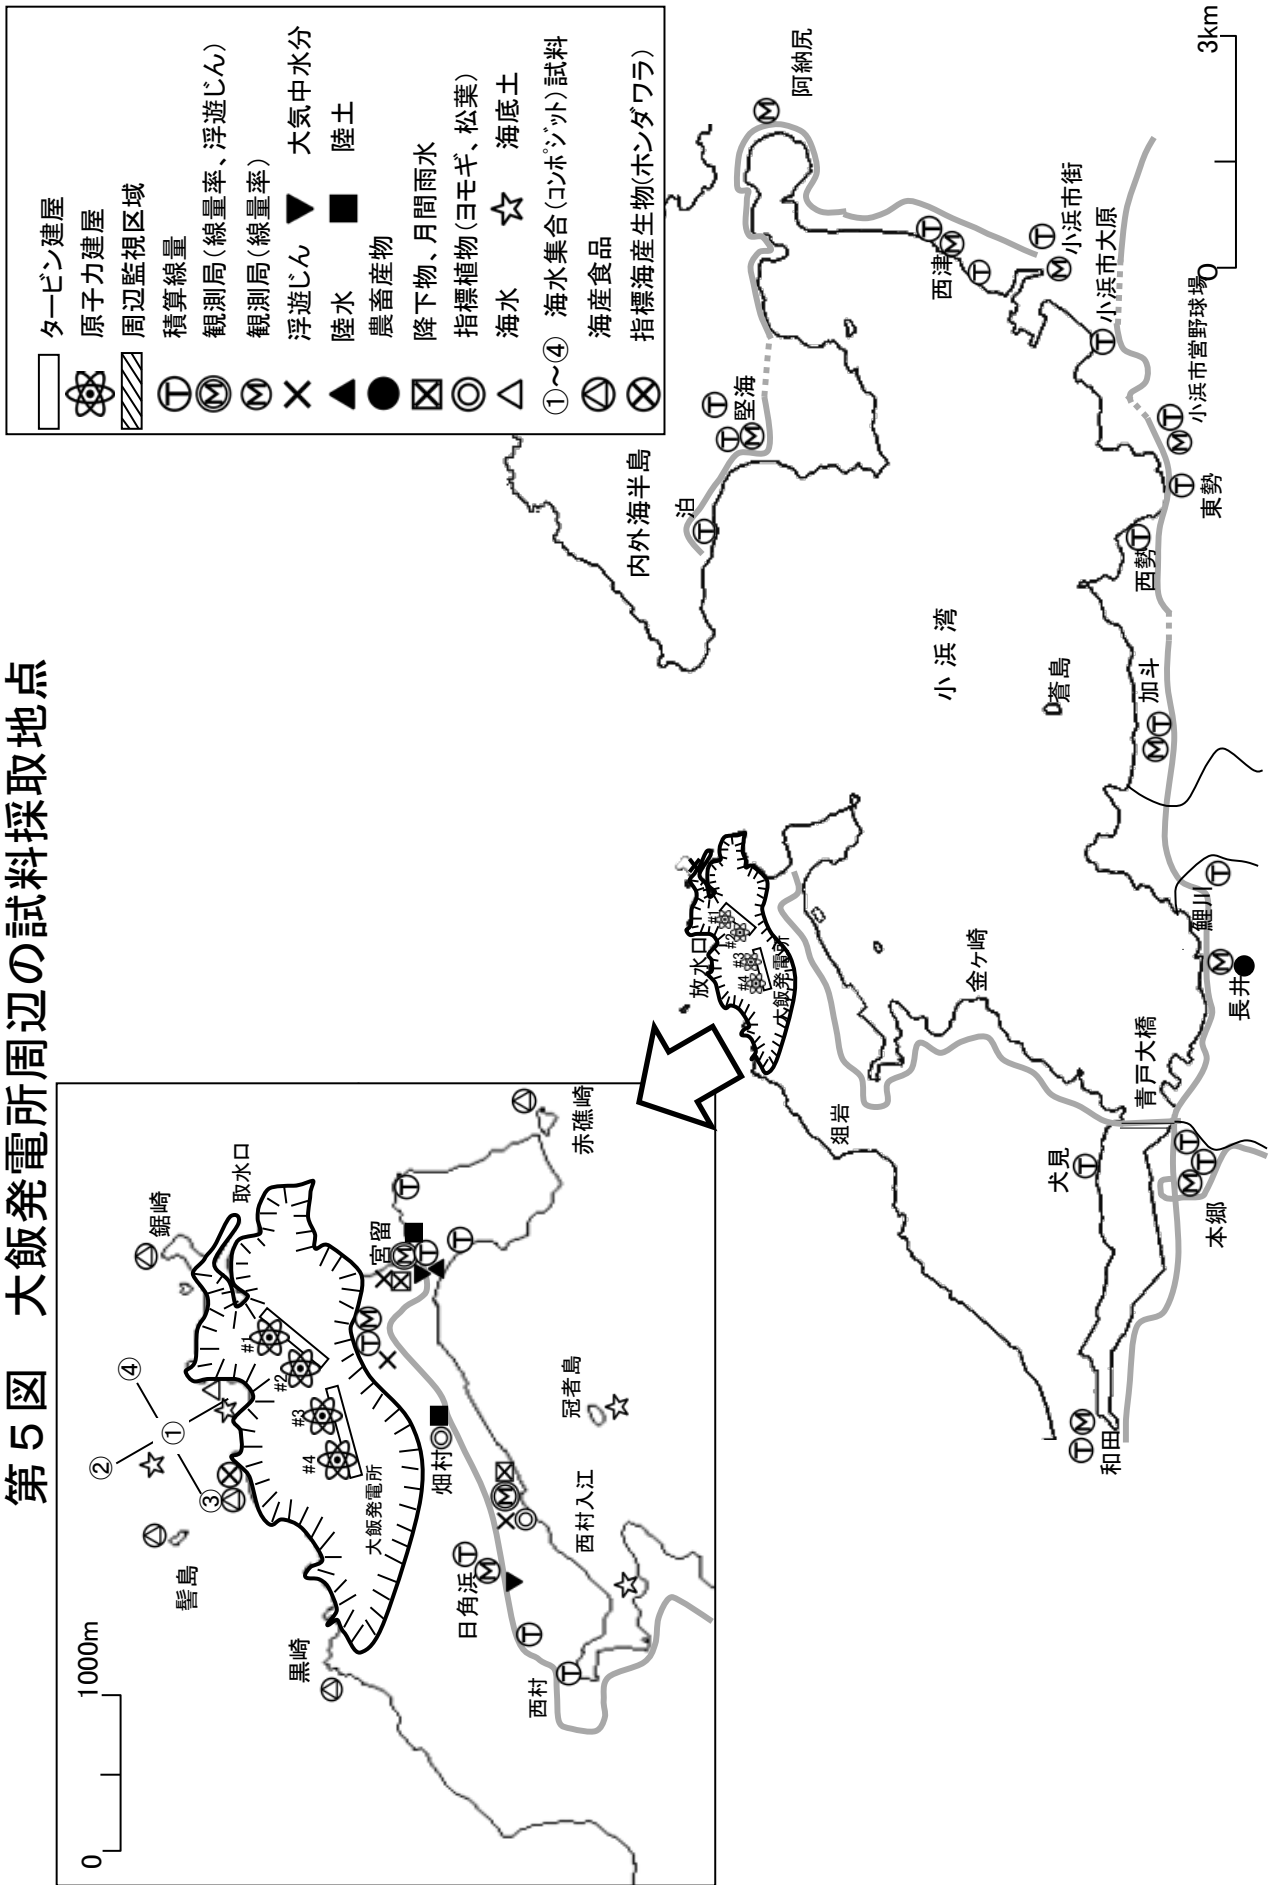 第５図　大飯発電所周辺の試料採取地点
タービン建屋
原子力建屋
周辺監視区域
Ⓣ 積算線量
Ⓜ 観測局(線量率、浮遊じん)
Ⓜ 観測局(線量率)
浮遊じん　大気中水分
陸水　陸土
農畜産物
降下物、月間雨水
指標植物(ヨモギ、松葉)
海水　海底土
①～④ 海水集合(コンポジット)試料
海産食品
指標海産生物(ホンダワラ)
0
1000m
④
②
①
③
鋸崎
取水口
髻島
黒崎
#1
#2
#3
#4
大飯発電所
宮留
赤礁崎
畑村
冠者島
日角浜
西村入江
西村
放水口
#1
#2
#3
#4
大飯発電所
内外海半島
泊
堅海
阿納尻
西津
小浜市街
小浜市大原
小浜市営野球場
東勢
西勢
小浜湾
蒼島
加斗
鯉川
長井
金ヶ崎
青戸大橋
犬見
本郷
和田
0
3km